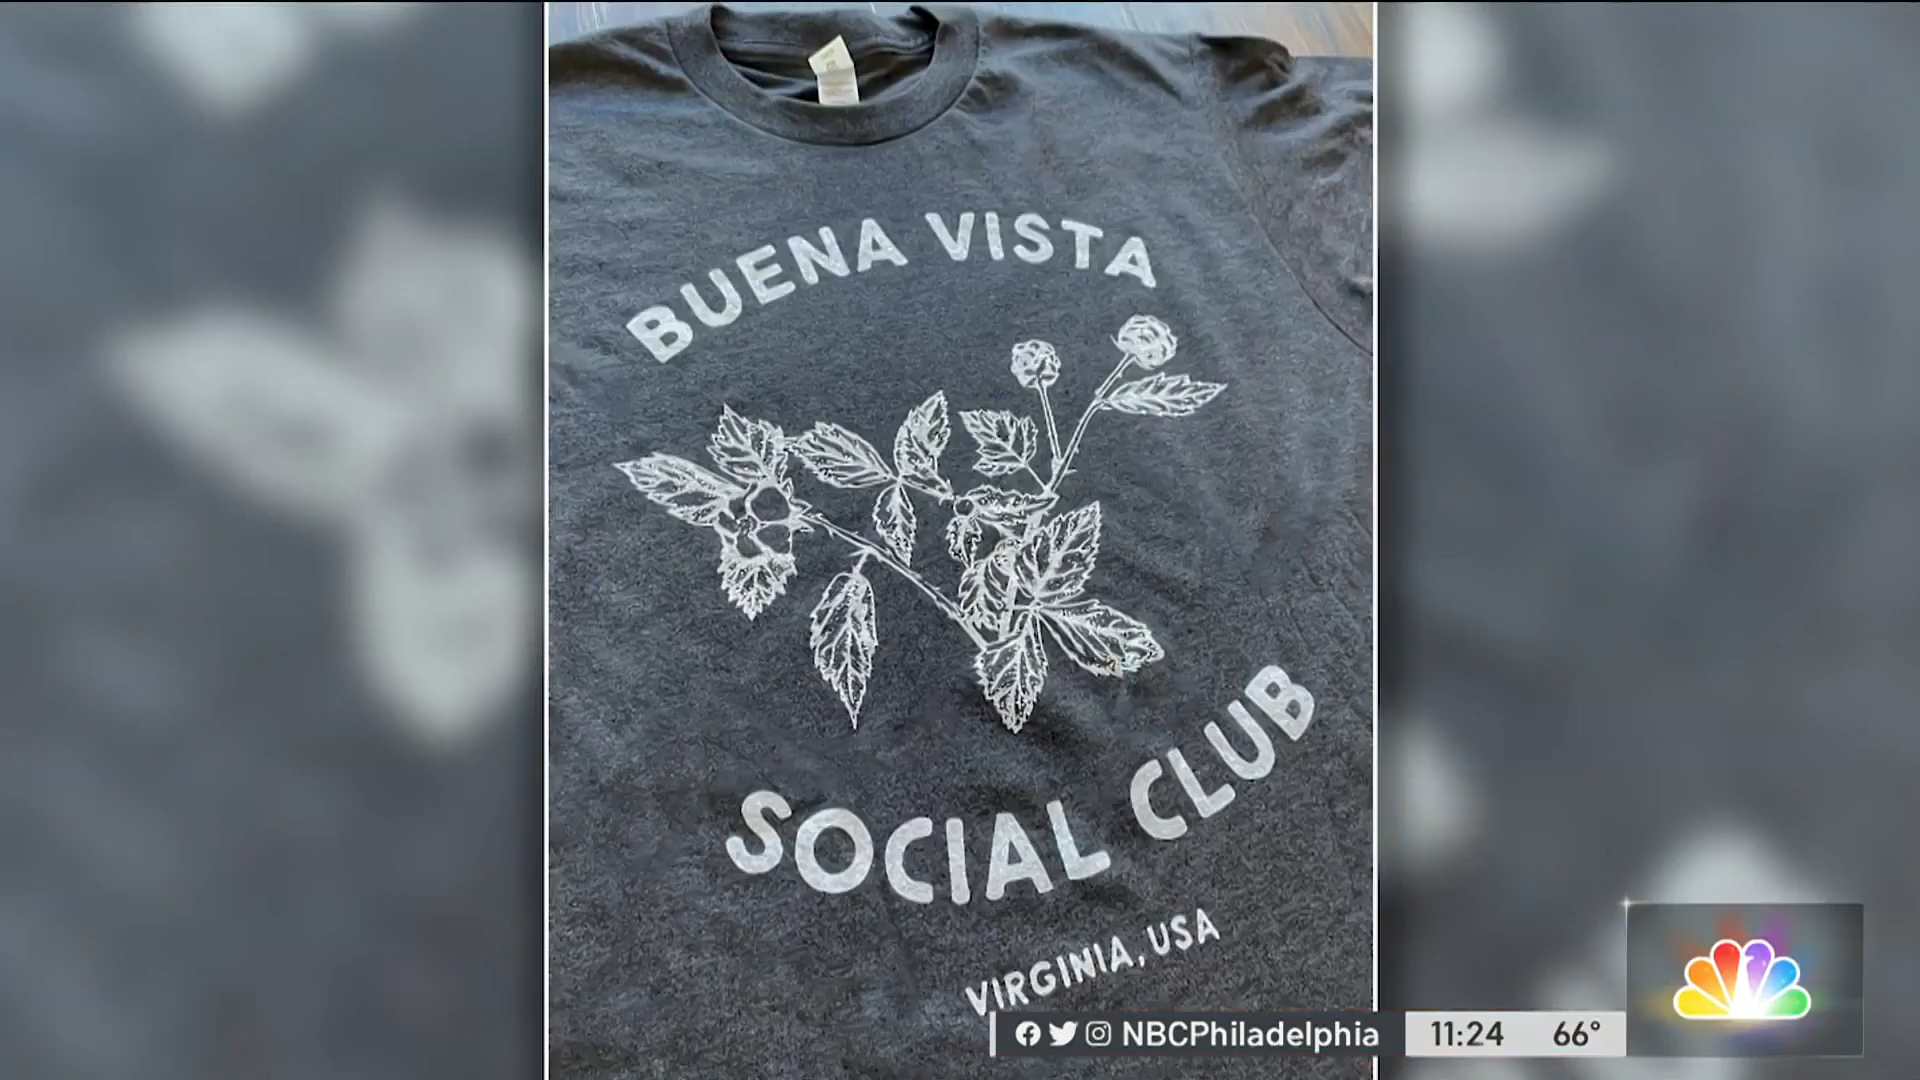 BUENA VISTA
SOCIAL CLUB
VIRGINIA, USA
NBCPhiladelphia
11:24 66°